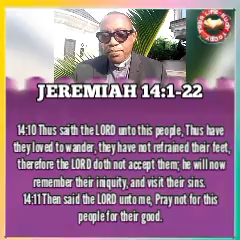 JEREMIAH 14:1-22
14:10 Thus saith the LORD unto this people, Thus have
they loved to wander, they have not refrained their feet,
therefore the LORD doth not accept them; he will now
remember their iniquity, and visit their sins.
14:11 Then said the LORD unto me, Pray not for this
people for their good.